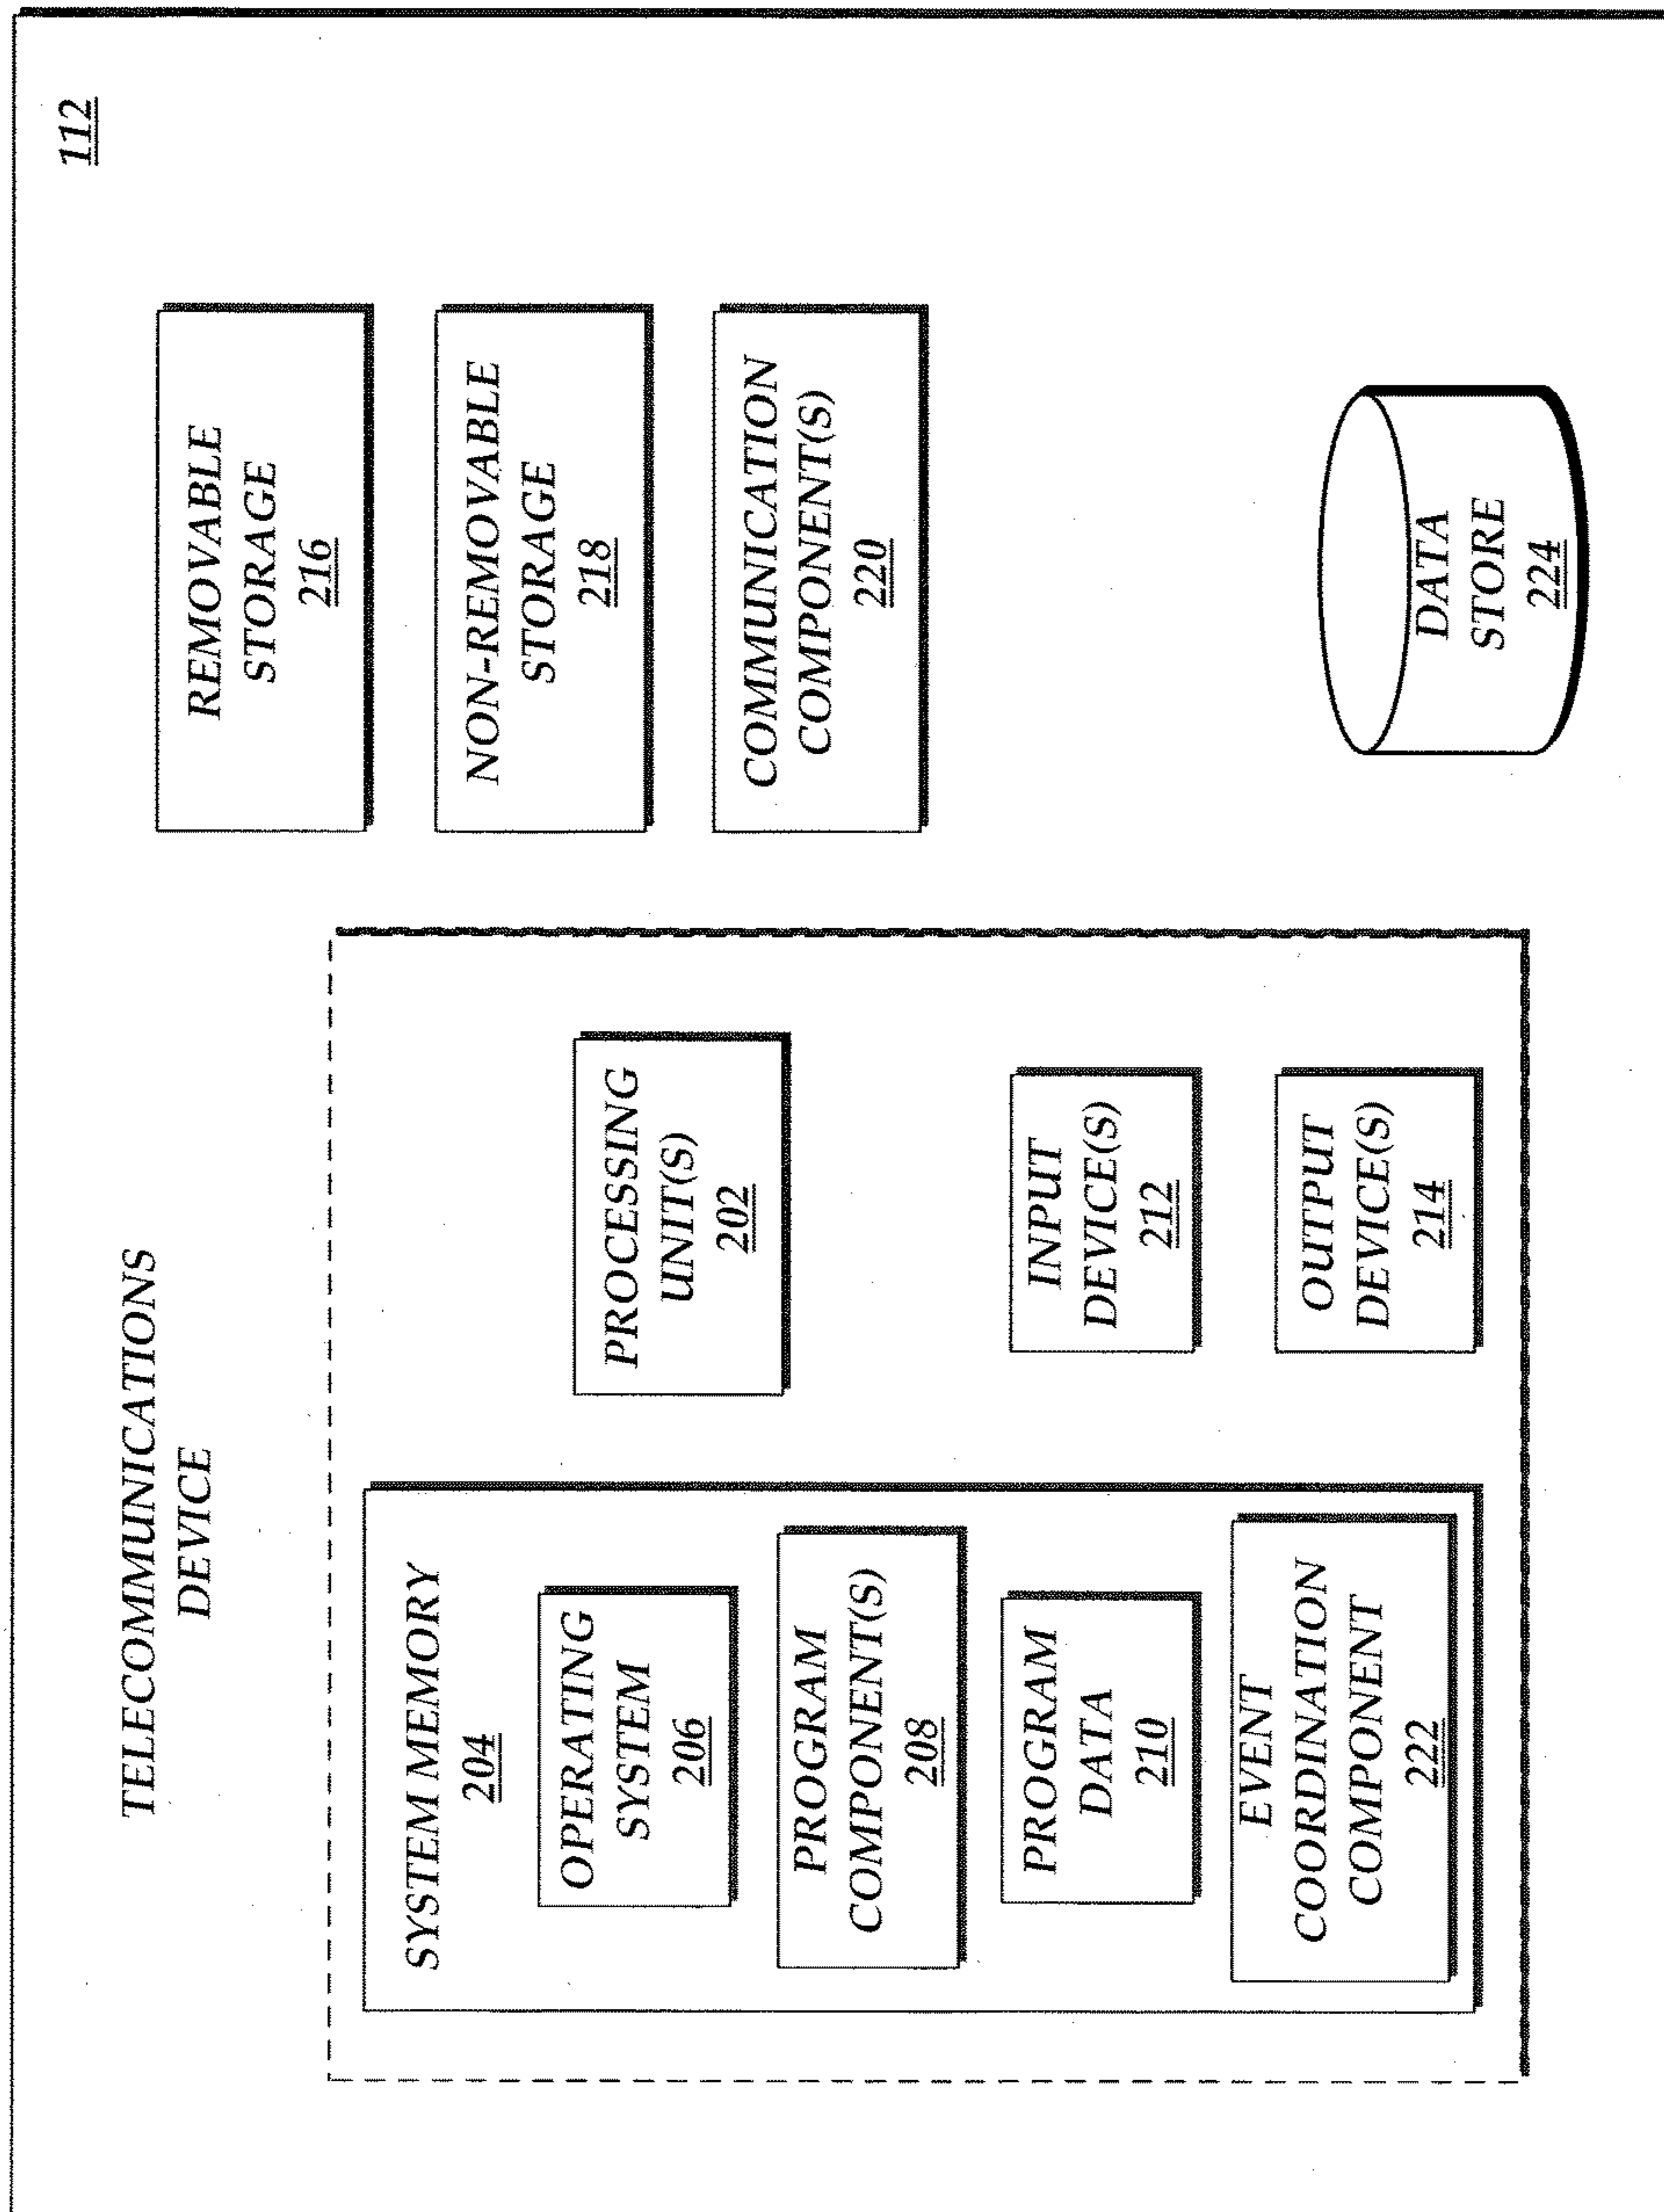 112
TELECOMMUNICATIONS
DEVICE
SYSTEM MEMORY
204
OPERATING
SYSTEM
206
PROGRAM
COMPONENT(S)
208
PROGRAM
DATA
210
EVENT
COORDINATION
COMPONENT
222
PROCESSING
UNIT(S)
202
INPUT
DEVICE(S)
212
OUTPUT
DEVICE(S)
214
REMOVABLE
STORAGE
216
NON-REMOVABLE
STORAGE
218
COMMUNICATION
COMPONENT(S)
220
DATA
STORE
224